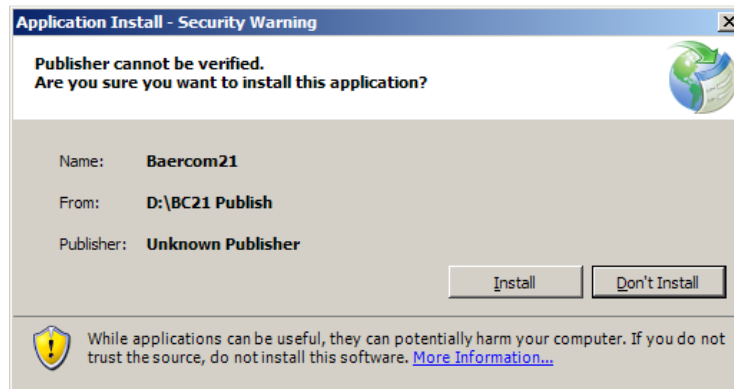 Application Install - Security Warning
Publisher cannot be verified.
Are you sure you want to install this application?
Name: Baercom21
From: D:\BC21 Publish
Publisher: Unknown Publisher
Install Don't Install
While applications can be useful, they can potentially harm your computer. If you do not
trust the source, do not install this software. More Information...